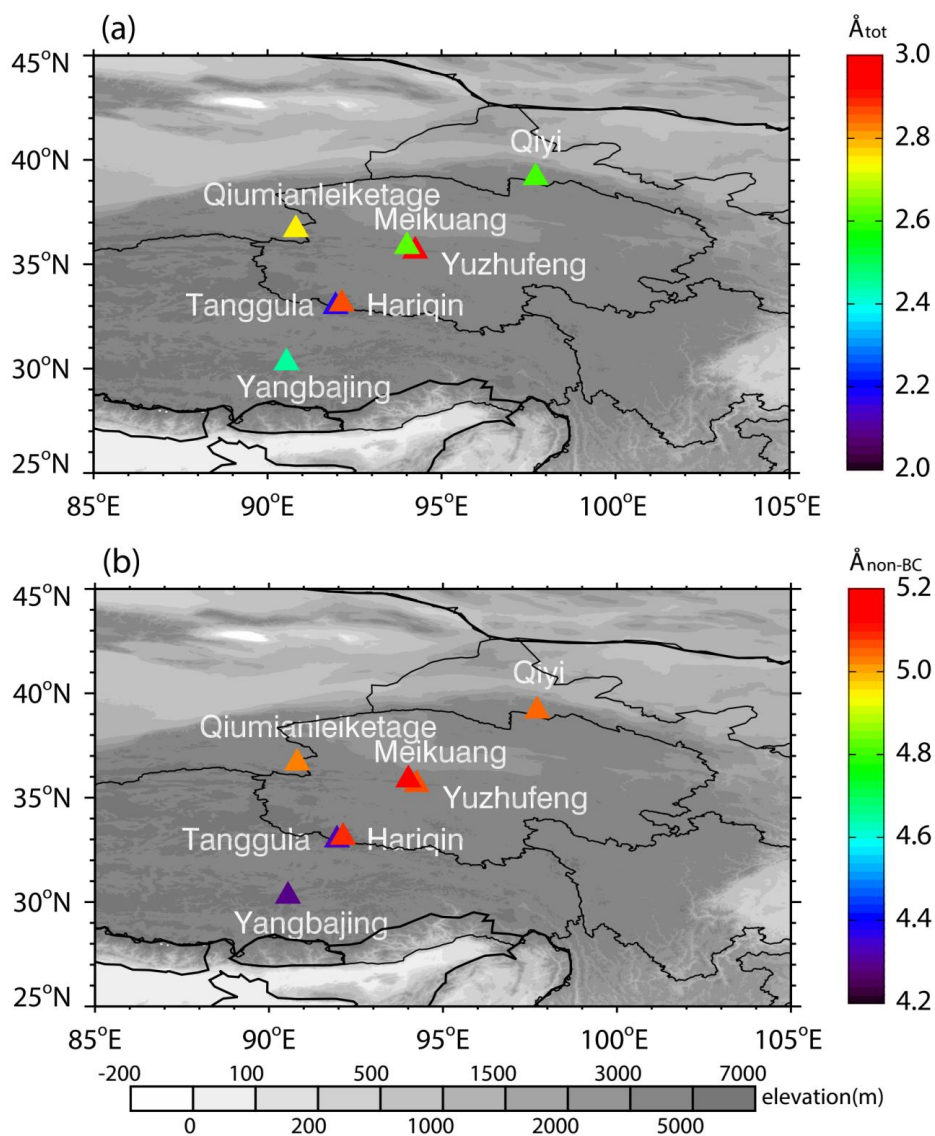 (a)
Åtot
45°N
40°N
35°N
30°N
25°N
85°E 90°E 95°E 100°E 105°E
Qiyi
Qiumianleiketage
Meikuang
Yuzhufeng
Tanggula Hariqin
Yangbajing
3.0
2.8
2.6
2.4
2.2
2.0
(b)
Ånon-BC
45°N
40°N
35°N
30°N
25°N
85°E 90°E 95°E 100°E 105°E
Qiyi
Qiumianleiketage
Meikuang
Yuzhufeng
Tanggula Hariqin
Yangbajing
5.2
5.0
4.8
4.6
4.4
4.2
-200 100 500 1500 3000 7000
elevation(m)
0 200 1000 2000 5000